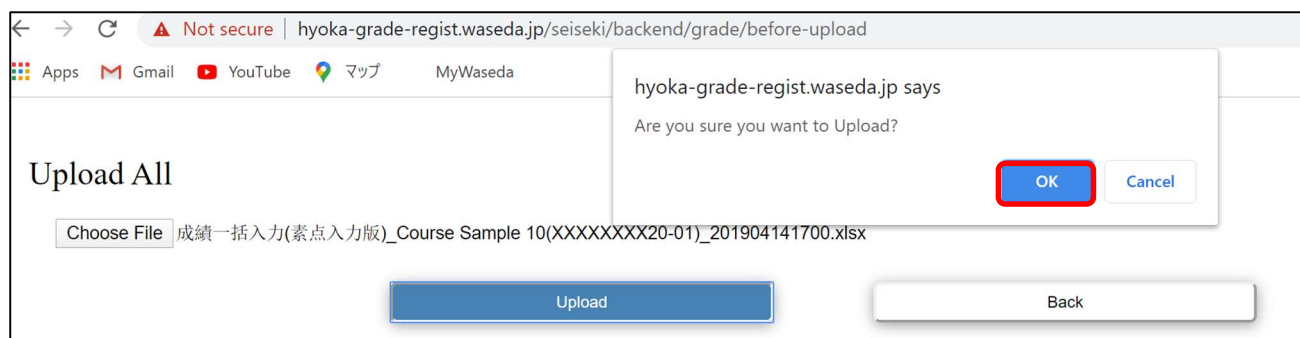 Not secure | hyoka-grade-regist.waseda.jp/seiseki/backend/grade/before-upload
Apps Gmail YouTube マップ MyWaseda
hyoka-grade-regist.waseda.jp says
Are you sure you want to Upload?
OK Cancel
Upload All
Choose File 成績一括入力(素点入力版)_Course Sample 10(XXXXXXXX20-01)_201904141700.xlsx
Upload Back